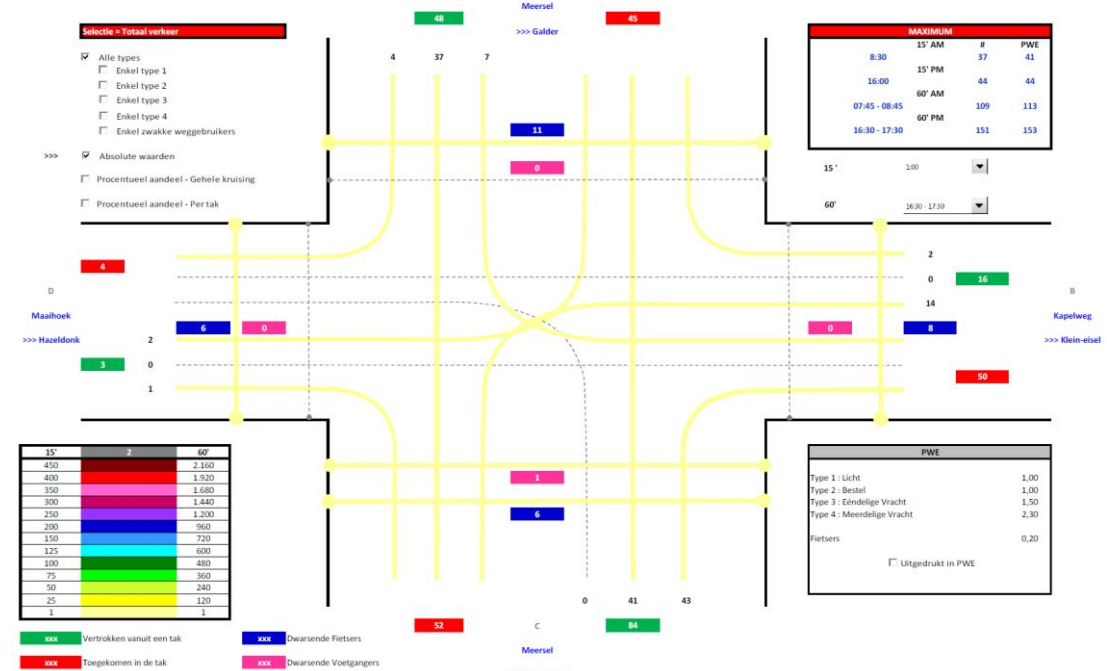 Meersel
48
45
>>> Galder
Selectie = Totaal verkeer
Alle types
Enkel type 1
Enkel type 2
Enkel type 3
Enkel type 4
Enkel zwakke weggebruikers
>>> Absolute waarden
Procentueel aandeel - Gehele kruising
Procentueel aandeel - Per tak
4 37 7
11
0
MAXIMUM
15' AM # PWE
8:30 37 41
15' PM
16:00 44 44
60' AM
07:45 - 08:45 109 113
60' PM
16:30 - 17:30 151 153
15 ' 1:00
60' 16:30 - 17:30
4
D
Maaihoek
>>> Hazeldonk
6 0
2
3 0
1
2
0 16
14
B
Kapelweg
>>> Klein-eisel
0 8
50
15' 2 60'
450 2.160
400 1.920
350 1.680
300 1.440
250 1.200
200 960
150 720
125 600
100 480
75 360
50 240
25 120
1 1
1
6
PWE
Type 1 : Licht 1,00
Type 2 : Bestel 1,00
Type 3 : Eéndelige Vracht 1,50
Type 4 : Meerdelige Vracht 2,30
Fietsers 0,20
Uitgedrukt in PWE
0 41 43
52 C 84
Meersel
xxx Vertrokken vanuit een tak
xxx Dwarsende Fietsers
xxx Toegekomen in de tak
xxx Dwarsende Voetgangers